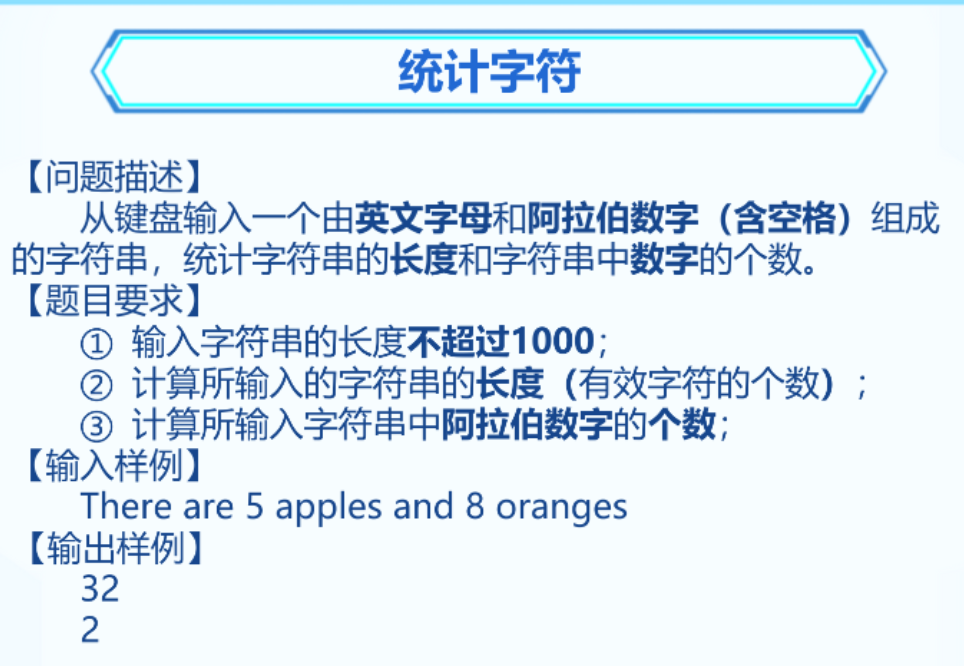 统计字符
【问题描述】
从键盘输入一个由英文字母和阿拉伯数字（含空格）组成
的字符串，统计字符串的长度和字符串中数字的个数。
【题目要求】
① 输入字符串的长度不超过1000；
② 计算所输入的字符串的长度（有效字符的个数）；
③ 计算所输入字符串中阿拉伯数字的个数；
【输入样例】
There are 5 apples and 8 oranges
【输出样例】
32
2